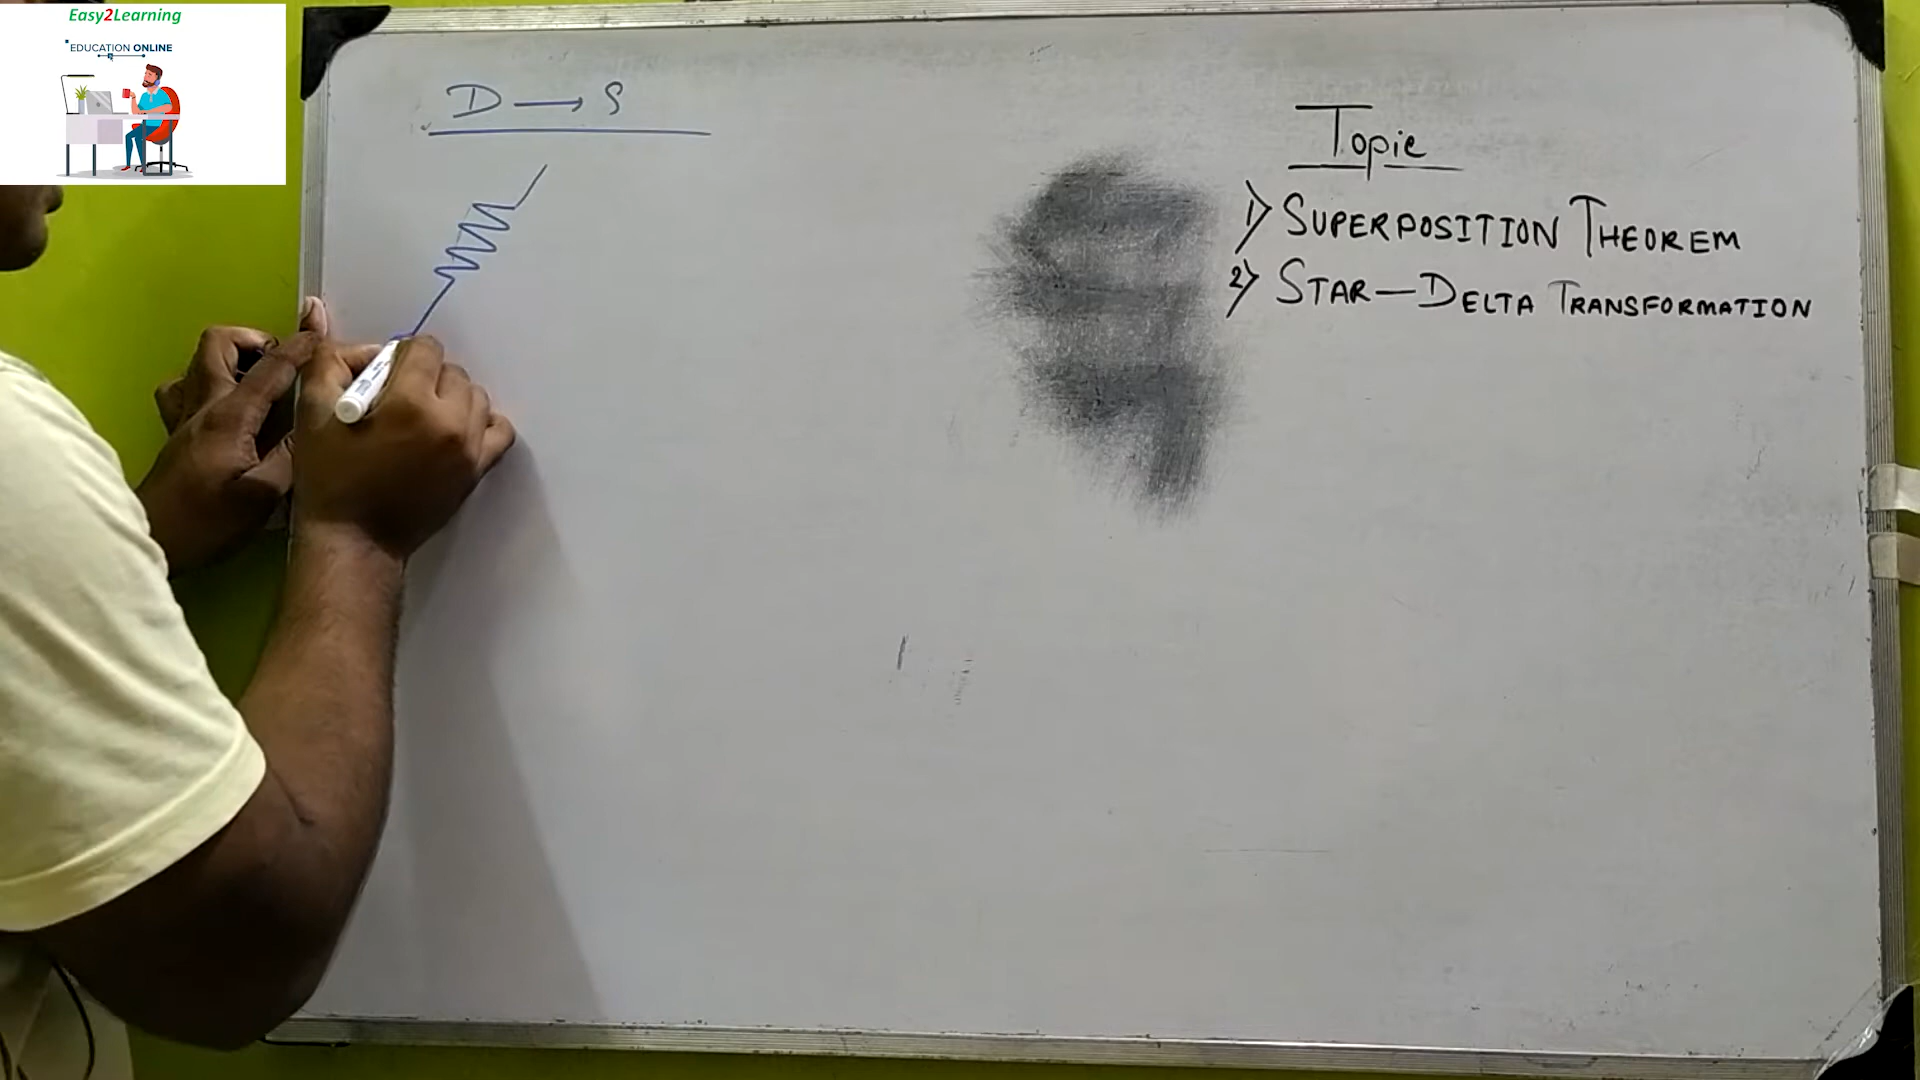 Easy2Learning
EDUCATION ONLINE
D → S
Topic
1) SUPERPOSITION THEOREM
2) STAR–DELTA TRANSFORMATION